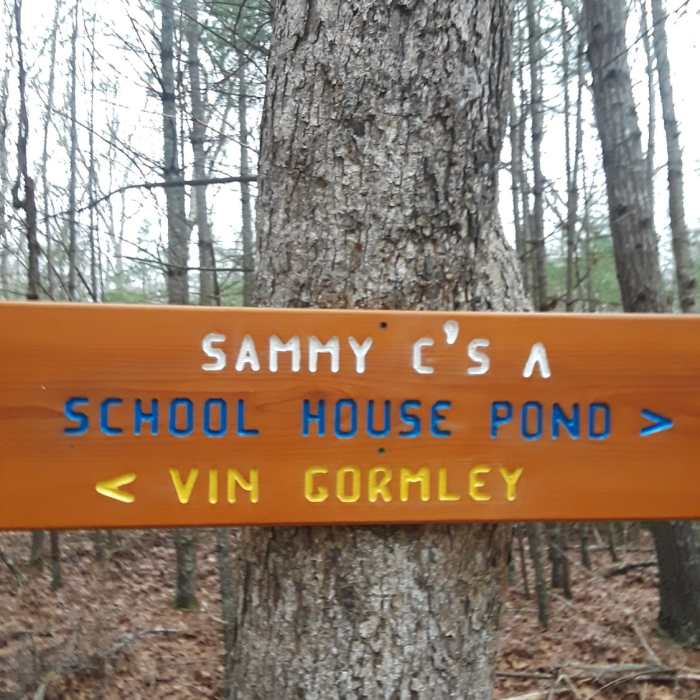 SAMMY C'S ʌ
SCHOOL HOUSE POND >
< VIN GORMLEY